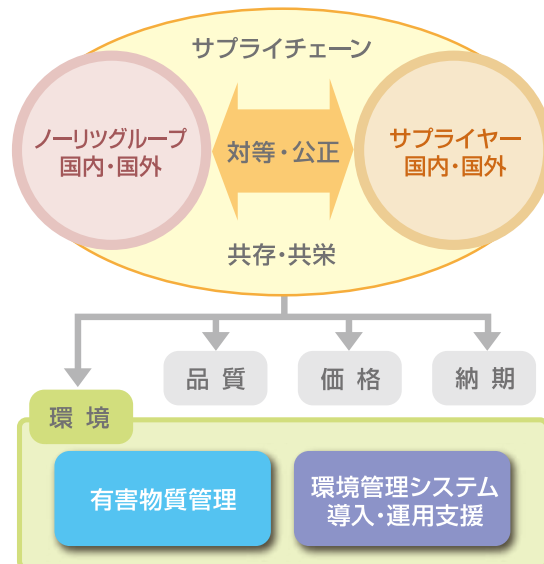 サプライチェーン
ノーリツグループ
国内・国外
対等・公正
サプライヤー
国内・国外
共存・共栄
品質
価格
納期
環境
有害物質管理
環境管理システム
導入・運用支援